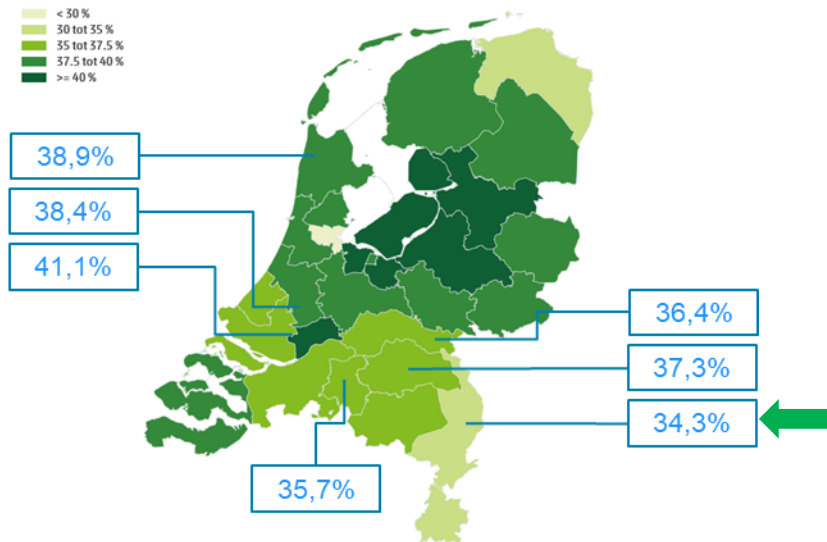 < 30 %
30 tot 35 %
35 tot 37.5 %
37.5 tot 40 %
>= 40 %
38,9%
38,4%
41,1%
36,4%
37,3%
34,3%
35,7%